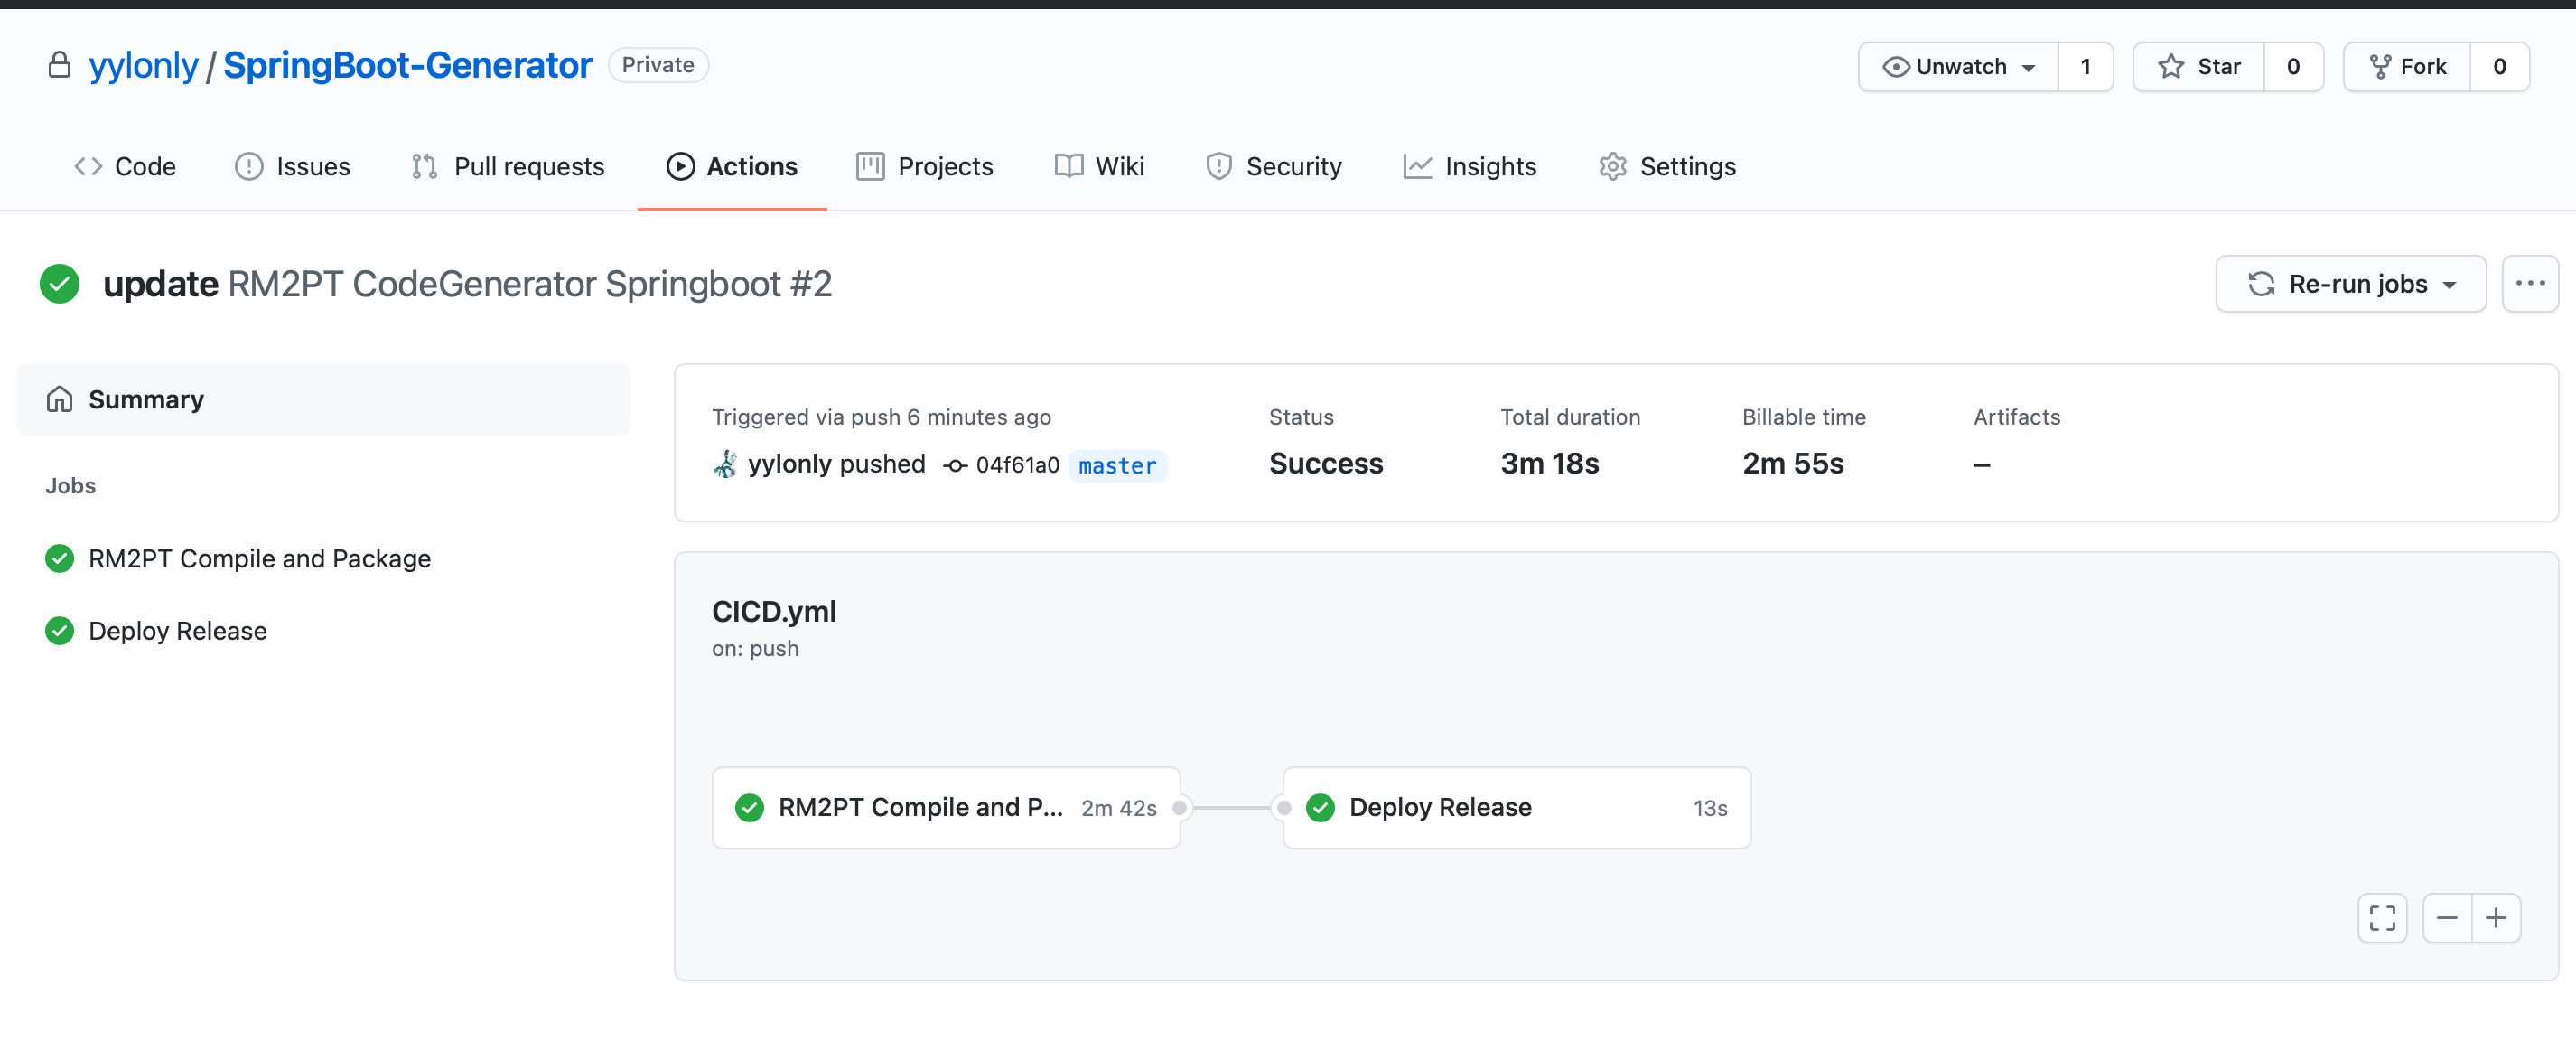 yylonly / SpringBoot-Generator Private
Unwatch 1 Star 0 Fork 0
Code Issues Pull requests Actions Projects Wiki Security Insights Settings
update RM2PT CodeGenerator Springboot #2
Re-run jobs
Summary
Jobs
RM2PT Compile and Package
Deploy Release
Triggered via push 6 minutes ago
yylonly pushed 04f61a0 master
Status
Success
Total duration
3m 18s
Billable time
2m 55s
Artifacts
–
CICD.yml
on: push
RM2PT Compile and P... 2m 42s
Deploy Release 13s